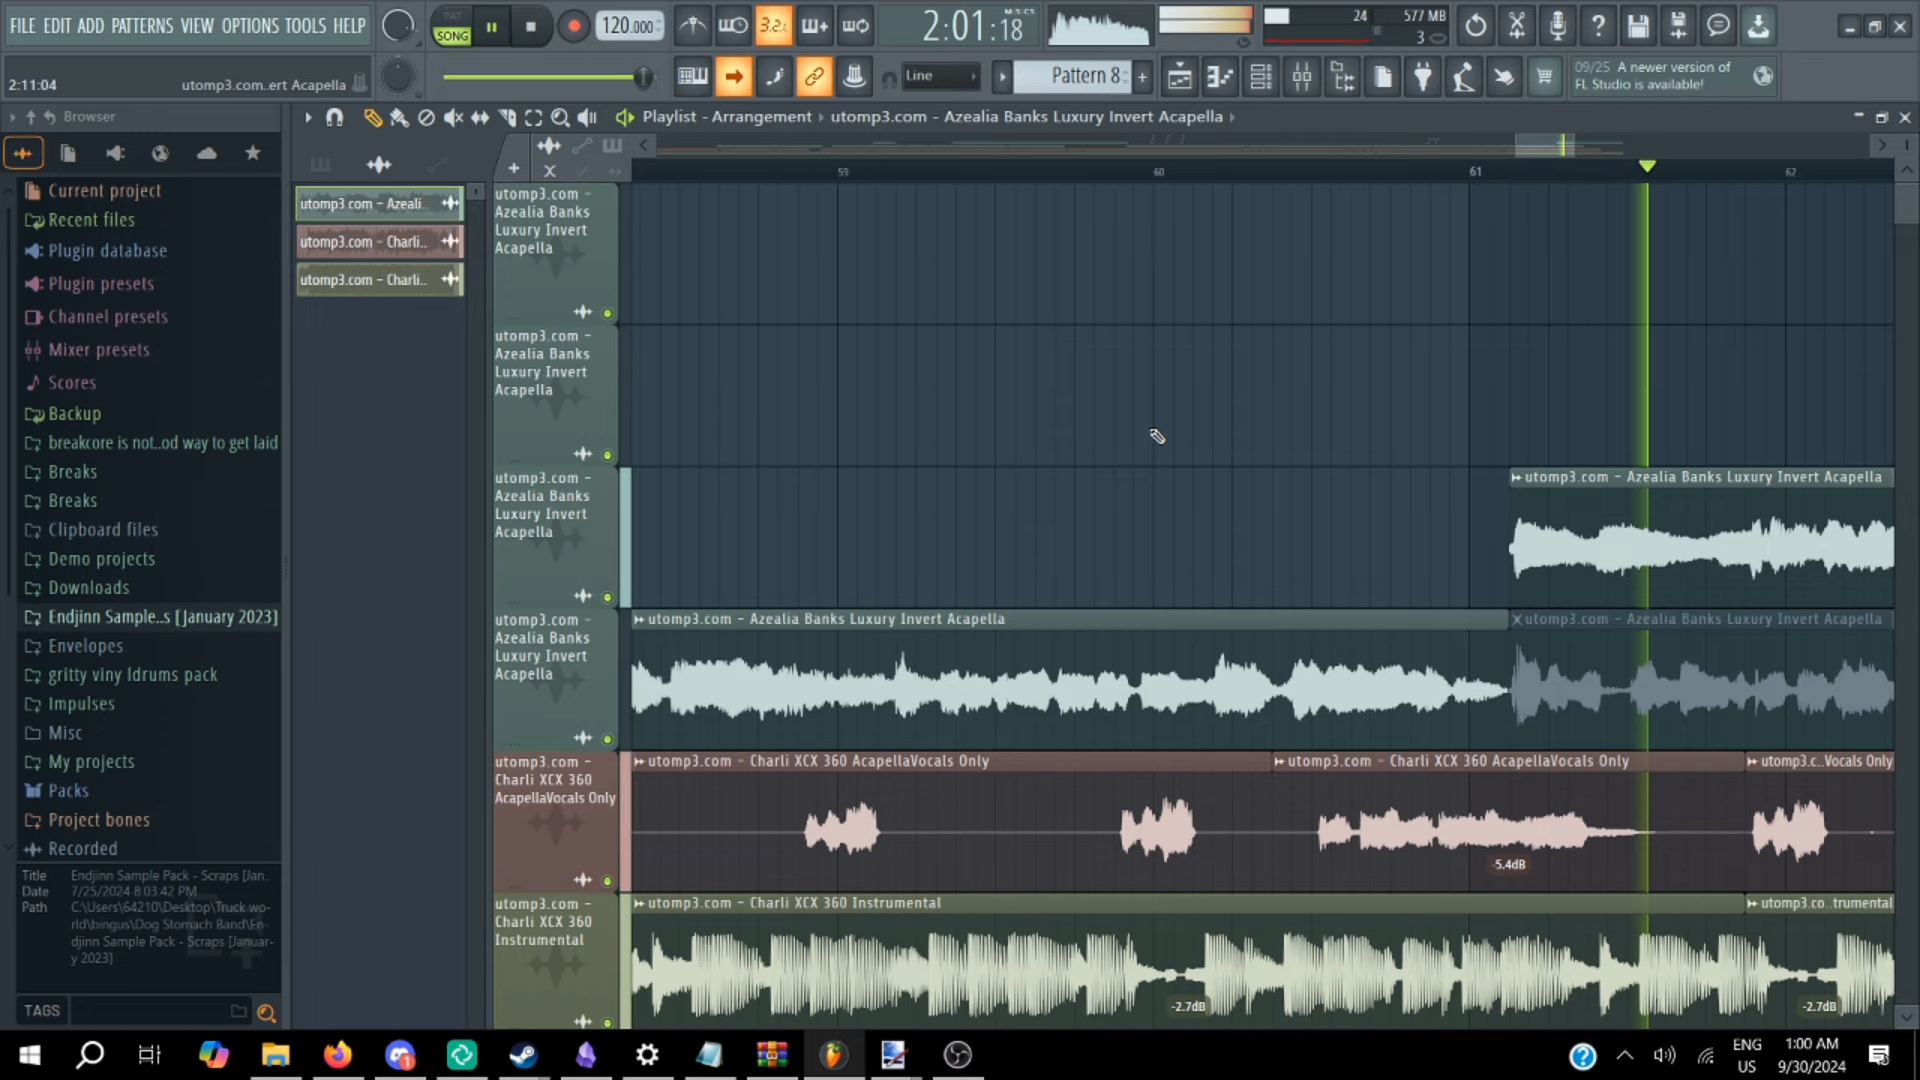 FILE EDIT ADD PATTERNS VIEW OPTIONS TOOLS HELP
PAT
SONG
120.000
3.2.
2:01:18
M:S:CS
24
577 MB
3
2:11:04
utomp3.com..ert Acapella
Line
Pattern 8
09/25 A newer version of
FL Studio is available!
Browser
Playlist - Arrangement › utomp3.com - Azealia Banks Luxury Invert Acapella ›
Current project
Recent files
Plugin database
Plugin presets
Channel presets
Mixer presets
Scores
Backup
breakcore is not..od way to get laid
Breaks
Breaks
Clipboard files
Demo projects
Downloads
Endjinn Sample..s [January 2023]
Envelopes
gritty viny ldrums pack
Impulses
Misc
My projects
Packs
Project bones
Recorded
Title Endjinn Sample Pack - Scraps [Jan..
Date 7/25/2024 8:03:42 PM
Path C:\Users\64210\Desktop\Truck wo-
rld\bingus\Dog Stomach Band\En-
djinn Sample Pack - Scraps [Januar-
y 2023]
TAGS
utomp3.com - Azeali..
utomp3.com - Charli..
utomp3.com - Charli..
59
60
61
62
utomp3.com -
Azealia Banks
Luxury Invert
Acapella
utomp3.com -
Azealia Banks
Luxury Invert
Acapella
utomp3.com -
Azealia Banks
Luxury Invert
Acapella
utomp3.com - Azealia Banks Luxury Invert Acapella
utomp3.com -
Azealia Banks
Luxury Invert
Acapella
utomp3.com - Azealia Banks Luxury Invert Acapella
utomp3.com - Azealia Banks Luxury Invert Acapella
utomp3.com -
Charli XCX 360
AcapellaVocals Only
utomp3.com - Charli XCX 360 AcapellaVocals Only
utomp3.com - Charli XCX 360 AcapellaVocals Only
utomp3.c..Vocals Only
-5.4dB
utomp3.com -
Charli XCX 360
Instrumental
utomp3.com - Charli XCX 360 Instrumental
utomp3.co..trumental
-2.7dB
-2.7dB
ENG
US
1:00 AM
9/30/2024